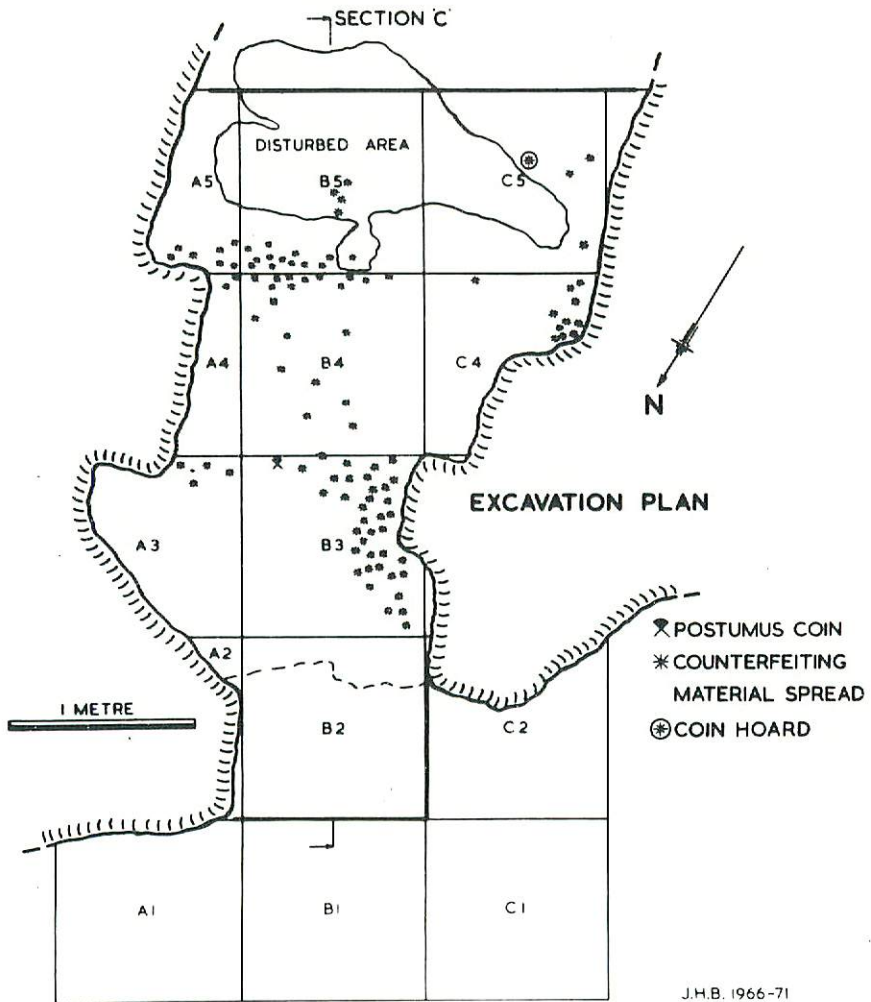 SECTION 'C'
DISTURBED AREA
A5 B5 C5
A4 B4 C4
N
EXCAVATION PLAN
A3 B3
POSTUMUS COIN
COUNTERFEITING
MATERIAL SPREAD
COIN HOARD
A2
1 METRE
B2 C2
A1 B1 C1
J.H.B. 1966-71